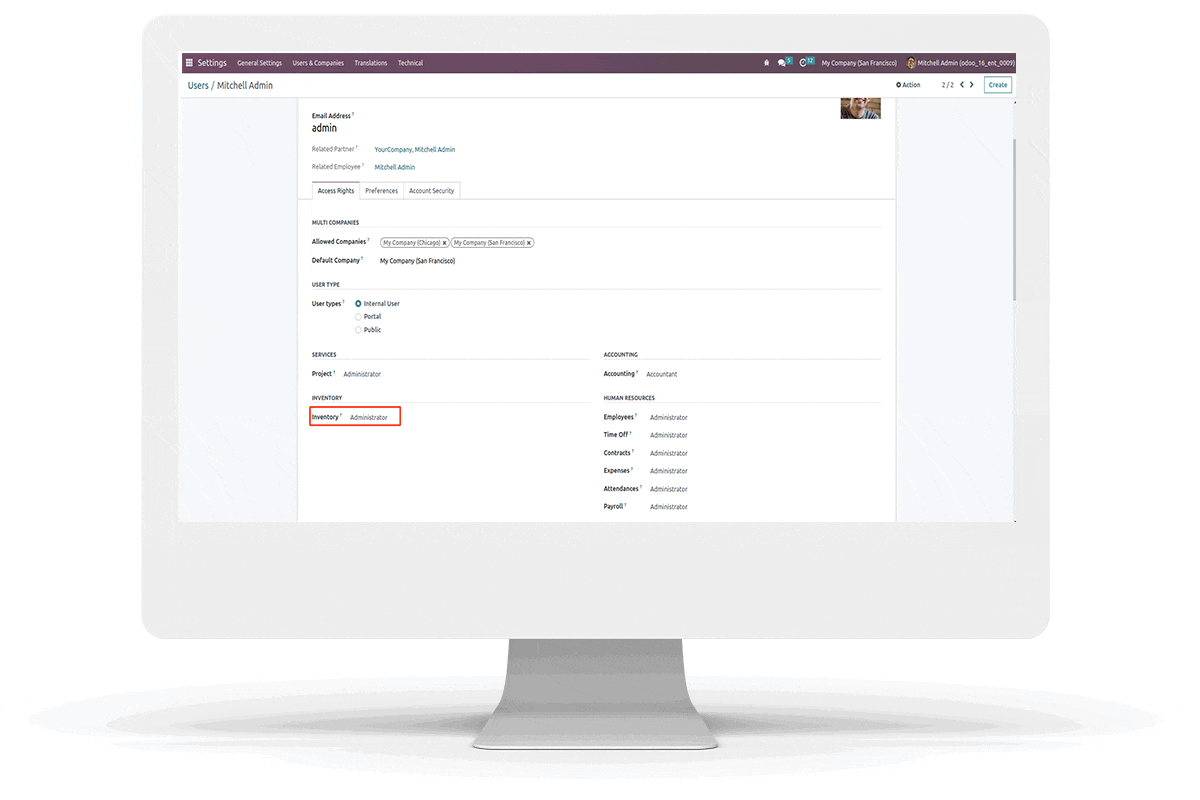 Settings General Settings Users & Companies Translations Technical 5 12 My Company (San Francisco) Mitchell Admin (odoo_16_ent_0009)
Users / Mitchell Admin Action 2 / 2 Create
Email Address ?
admin
Related Partner ? YourCompany, Mitchell Admin
Related Employee ? Mitchell Admin
Access Rights Preferences Account Security
MULTI COMPANIES
Allowed Companies ? My Company (Chicago) × My Company (San Francisco) ×
Default Company ? My Company (San Francisco)
USER TYPE
User types ? Internal User
Portal
Public
SERVICES
Project ? Administrator
ACCOUNTING
Accounting ? Accountant
INVENTORY
Inventory ? Administrator
HUMAN RESOURCES
Employees ? Administrator
Time Off ? Administrator
Contracts ? Administrator
Expenses ? Administrator
Attendances ? Administrator
Payroll ? Administrator